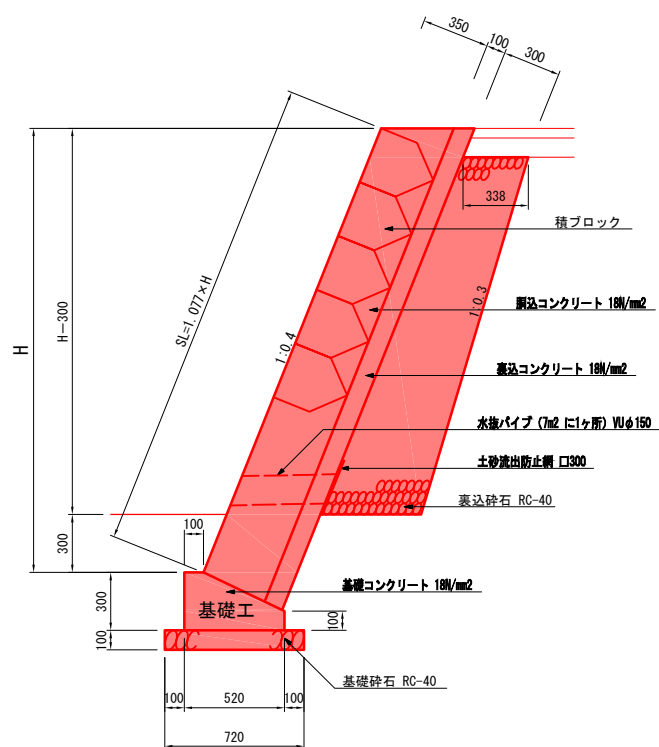 350
100
300
338
積ブロック
胴込コンクリート 18N/mm2
裏込コンクリート 18N/mm2
水抜パイプ (7m2 に1ヶ所) VUφ150
土砂流出防止網 口300
裏込砕石 RC-40
SL=1.077×H
1:0.4
1:0.3
H
H-300
300
100
300
100
基礎コンクリート 18N/mm2
基礎工
100
基礎砕石 RC-40
100
520
100
720